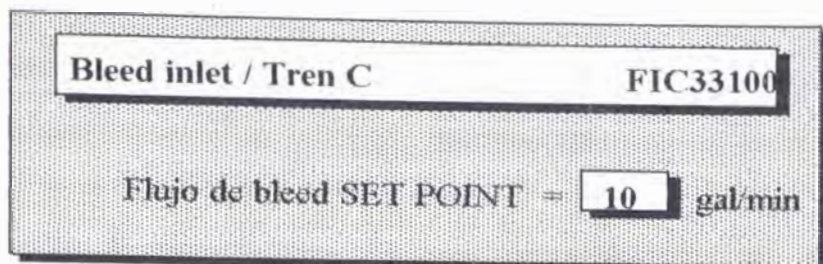 Bleed inlet / Tren C FIC33100
Flujo de bleed SET POINT = 10 gal/min